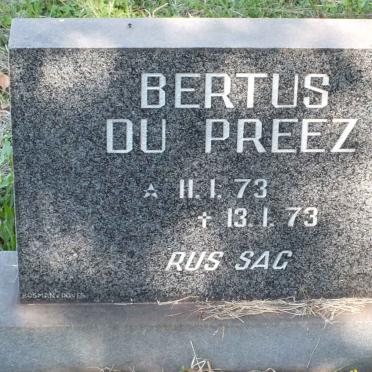 BERTUS
DU PREEZ
11.1.73
† 13.1.73
RUS SAG